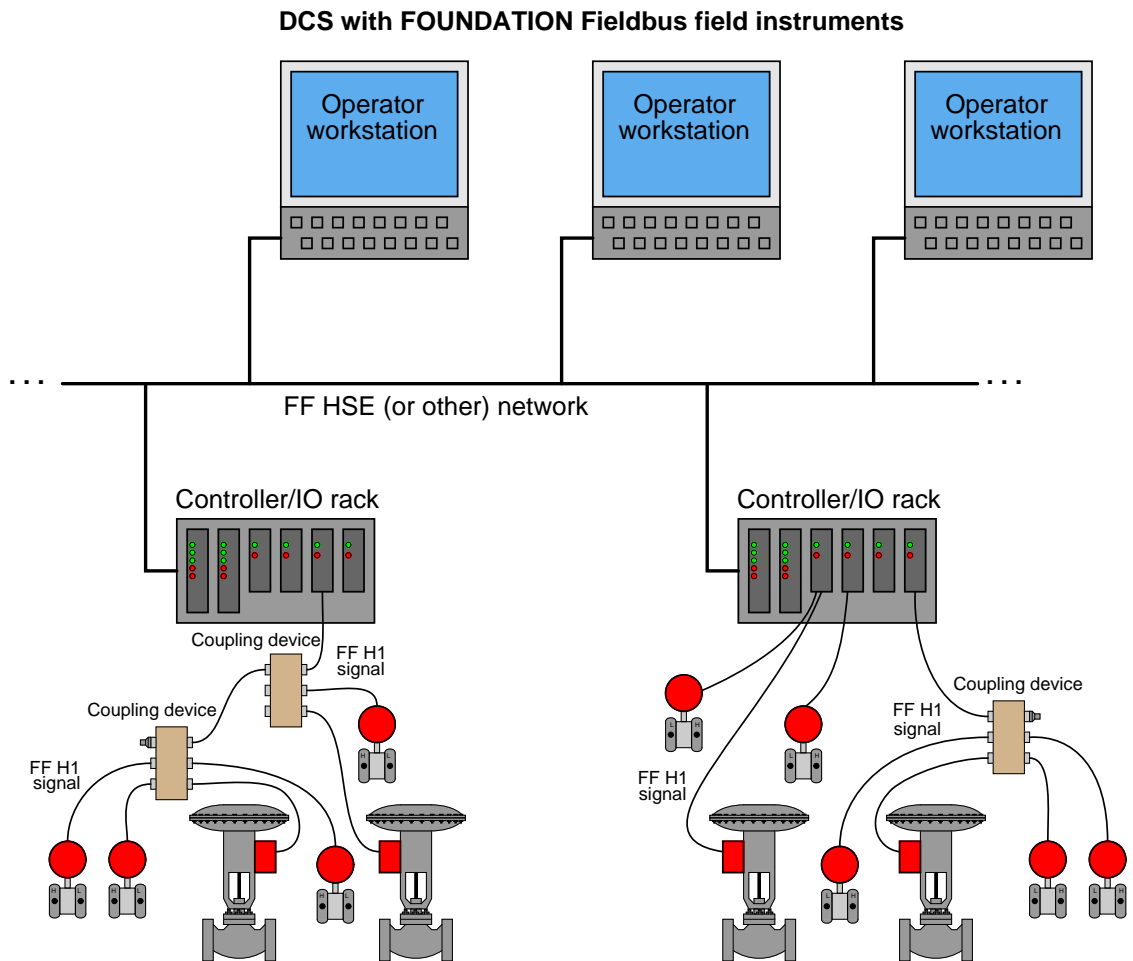 DCS with FOUNDATION Fieldbus field instruments
Operator
workstation
Operator
workstation
Operator
workstation
. . .
. . .
FF HSE (or other) network
Controller/IO rack
Controller/IO rack
Coupling device
FF H1
signal
Coupling device
FF H1
signal
Coupling device
FF H1
signal
FF H1
signal
L H
L H
H L
H L
H L
H L
L H
L H
L H